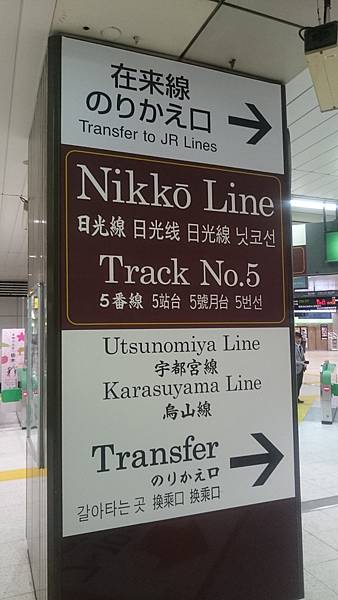 在来線
のりかえ口
Transfer to JR Lines
Nikkō Line
日光線 日光线 日光線 닛코선
Track No.5
5番線 5站台 5號月台 5번선
Utsunomiya Line
宇都宮線
Karasuyama Line
烏山線
Transfer
のりかえ口
갈아타는 곳 換乘口 换乘口